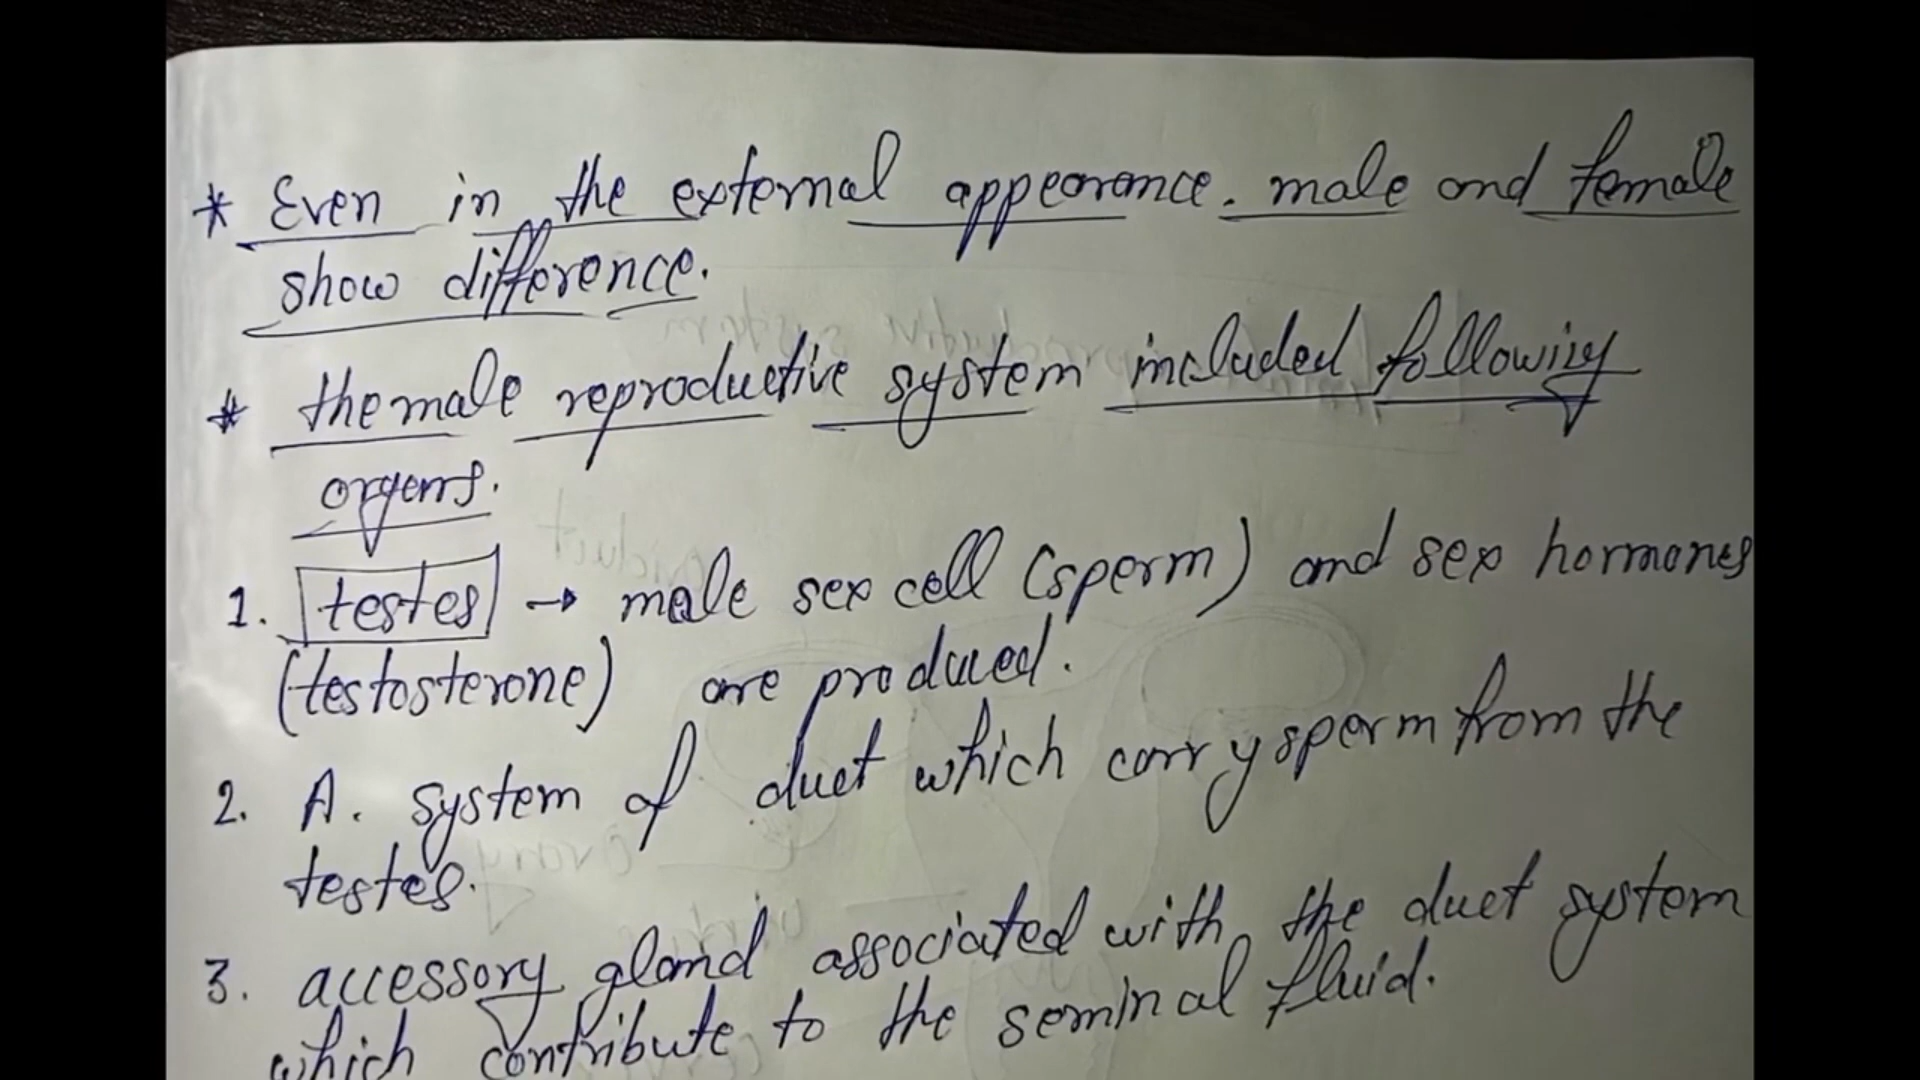 * Even in the external appearance. male and female
show difference.
* the male reproductive system included following
organs.
1. testes → male sex cell (sperm) and sex hormones
(testosterone) are produced.
2. A. system of duct which carry sperm from the
testes.
3. accessory gland associated with the duct system
which contribute to the seminal fluid.